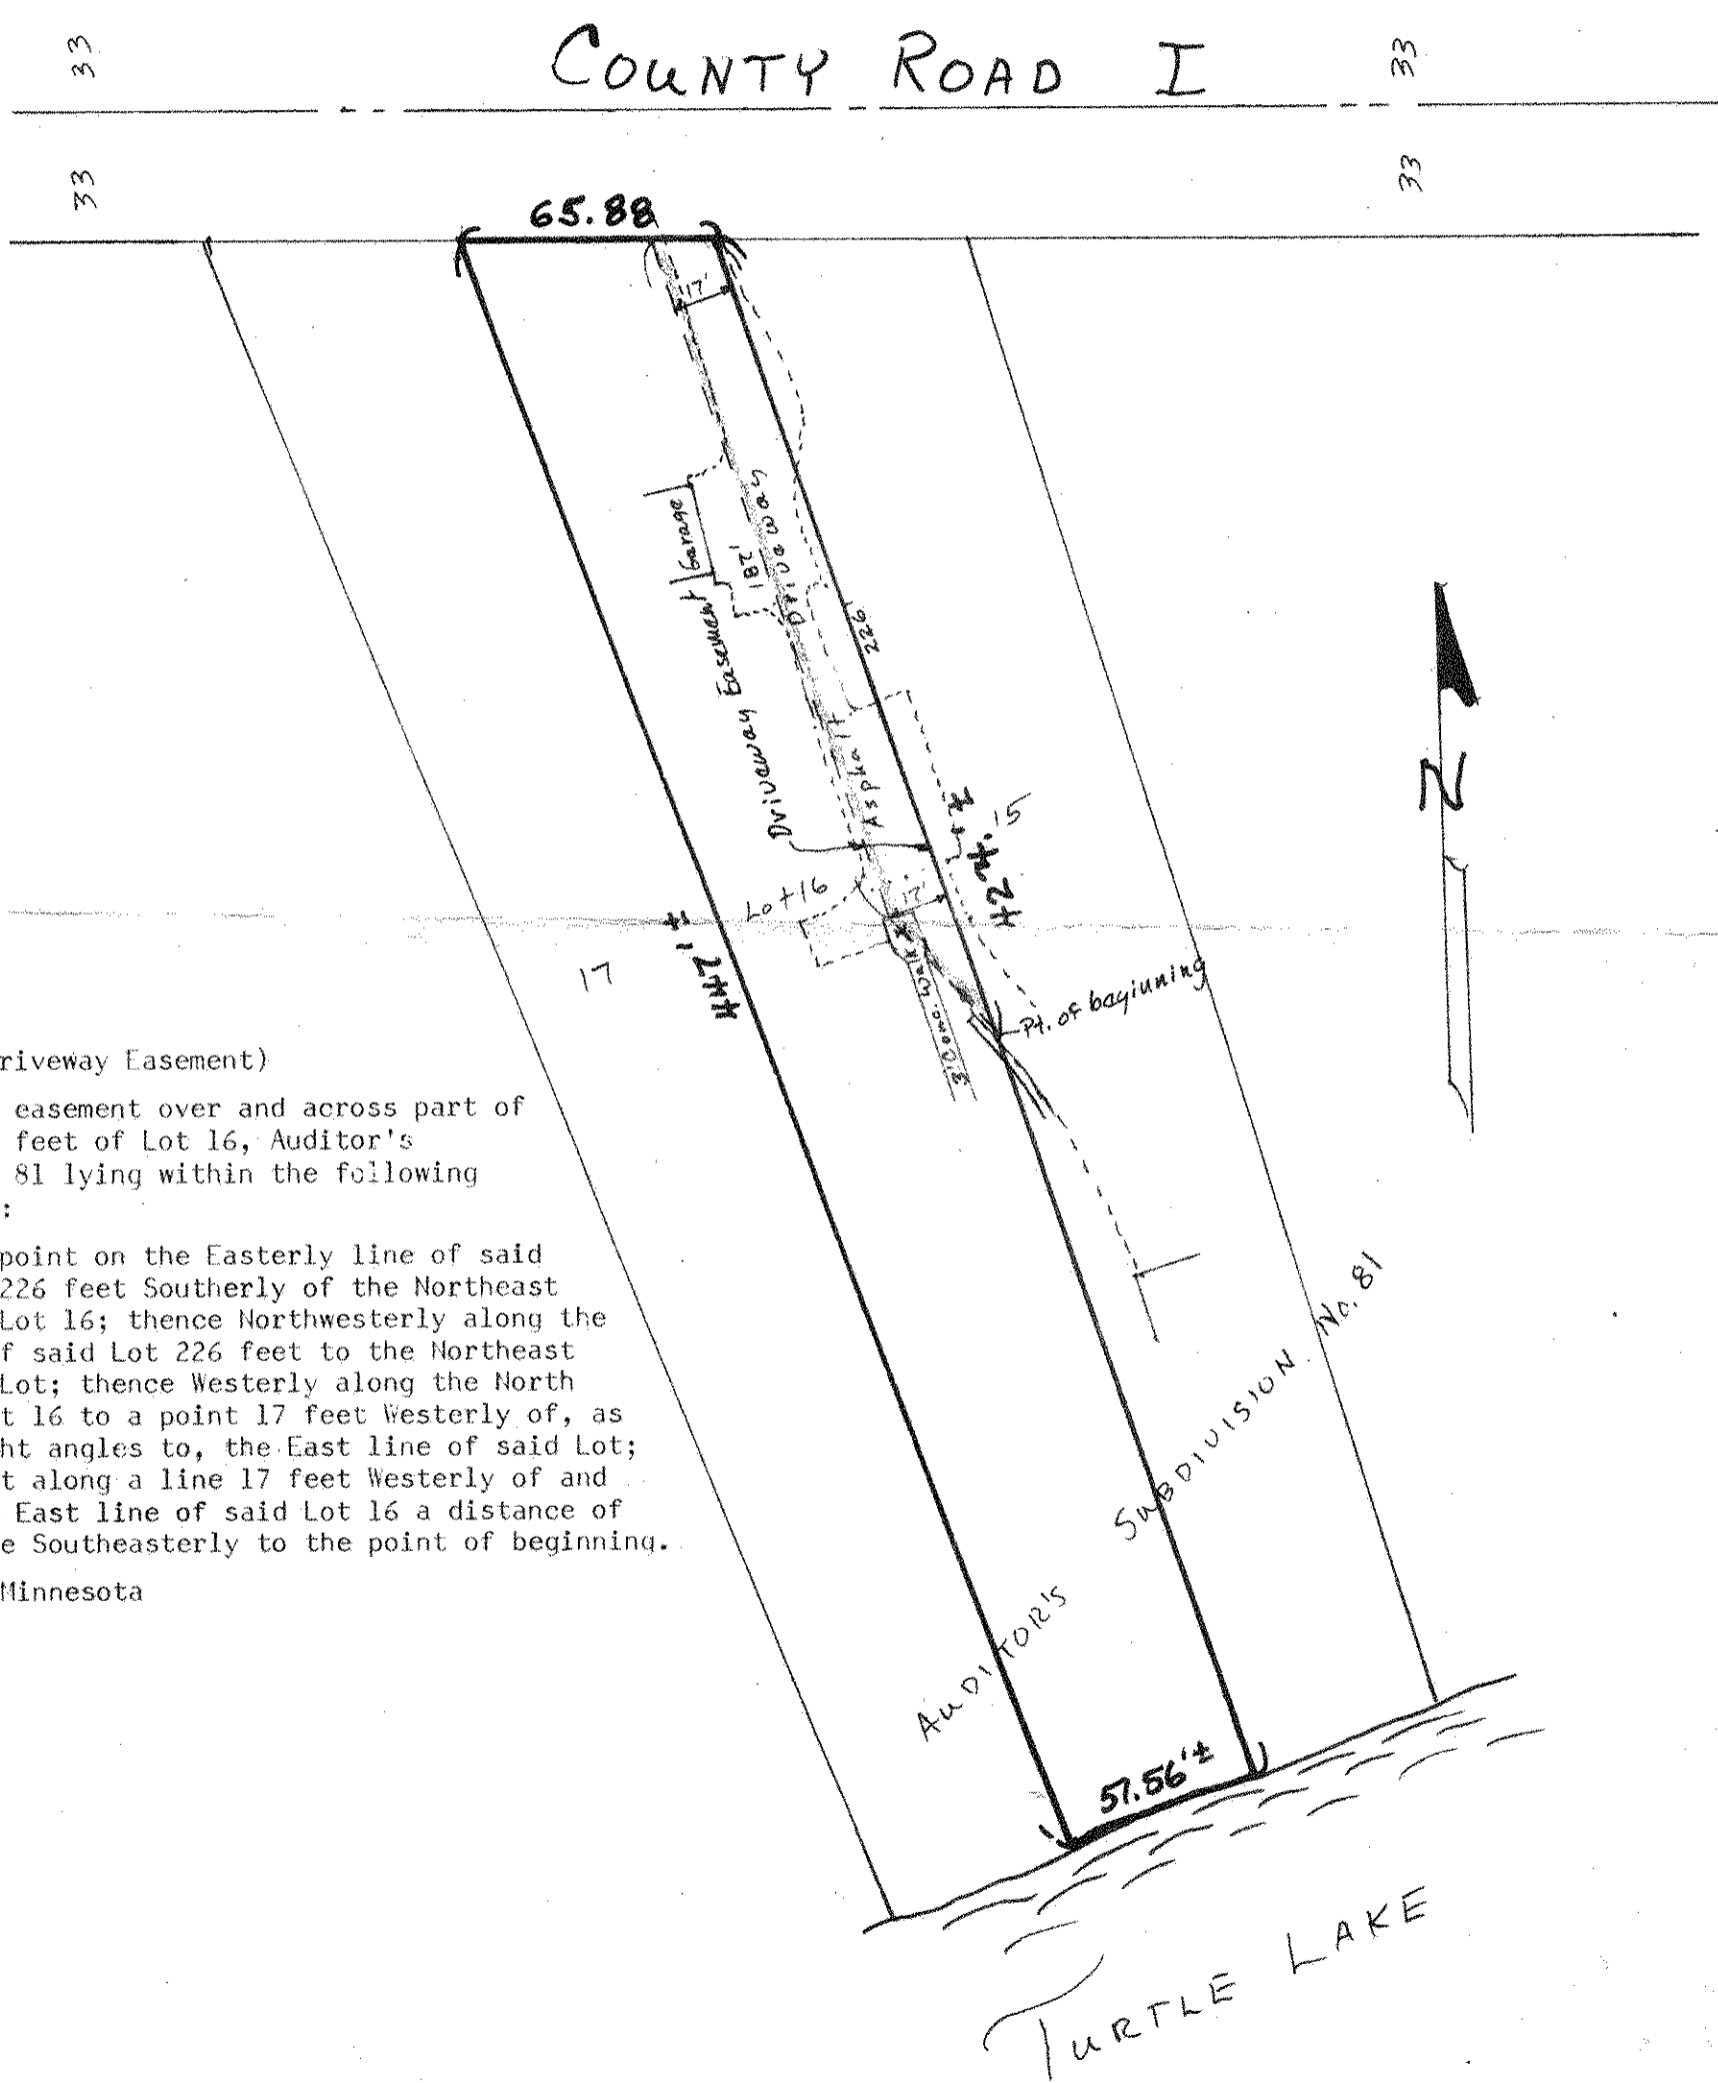 33
COUNTY ROAD I
33
33
33
65.88
17'
Garage
187'
Driveway
Driveway Easement
226'
Asphalt
427.'±
15
Lot 16
17'
447'±
17
3' Conc. Walk
Pt. of beginning
N
riveway Easement)
easement over and across part of
feet of Lot 16, Auditor's
81 lying within the following
:
point on the Easterly line of said
226 feet Southerly of the Northeast
Lot 16; thence Northwesterly along the
f said Lot 226 feet to the Northeast
Lot; thence Westerly along the North
t 16 to a point 17 feet Westerly of, as
ht angles to, the East line of said Lot;
t along a line 17 feet Westerly of and
East line of said Lot 16 a distance of
e Southeasterly to the point of beginning.
Minnesota
AUDITOR'S SUBDIVISION No. 81
57.56'±
TURTLE LAKE